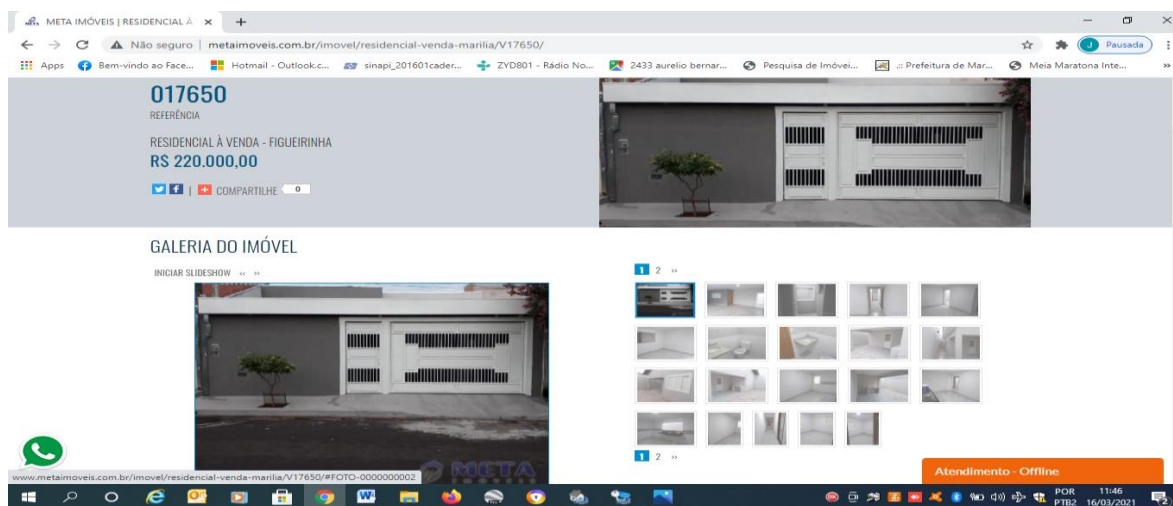 META IMÓVEIS | RESIDENCIAL À
Não seguro | metaimoveis.com.br/imovel/residencial-venda-marilia/V17650/
J Pausada
Apps Bem-vindo ao Face... Hotmail - Outlook.c... sinapi_201601cader... ZYD801 - Rádio No... 2433 aurelio bernar... Pesquisa de Imóvei... .:: Prefeitura de Mar... Meia Maratona Inte... »
017650
REFERÊNCIA
RESIDENCIAL À VENDA - FIGUEIRINHA
R$ 220.000,00
| COMPARTILHE 0
GALERIA DO IMÓVEL
INICIAR SLIDESHOW ‹‹ ››
1 2 ››
META
1 2 ››
Atendimento - Offline
www.metaimoveis.com.br/imovel/residencial-venda-marilia/V17650/#FOTO-0000000002
POR 11:46
PTB2 16/03/2021